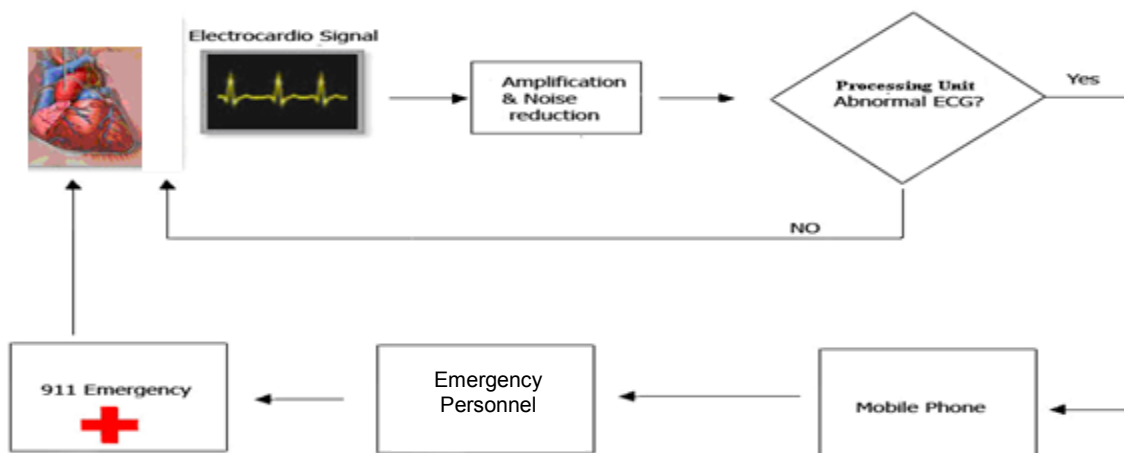 Electrocardio Signal
Amplification
& Noise
reduction
Processing Unit
Abnormal ECG?
Yes
NO
911 Emergency
Emergency
Personnel
Mobile Phone